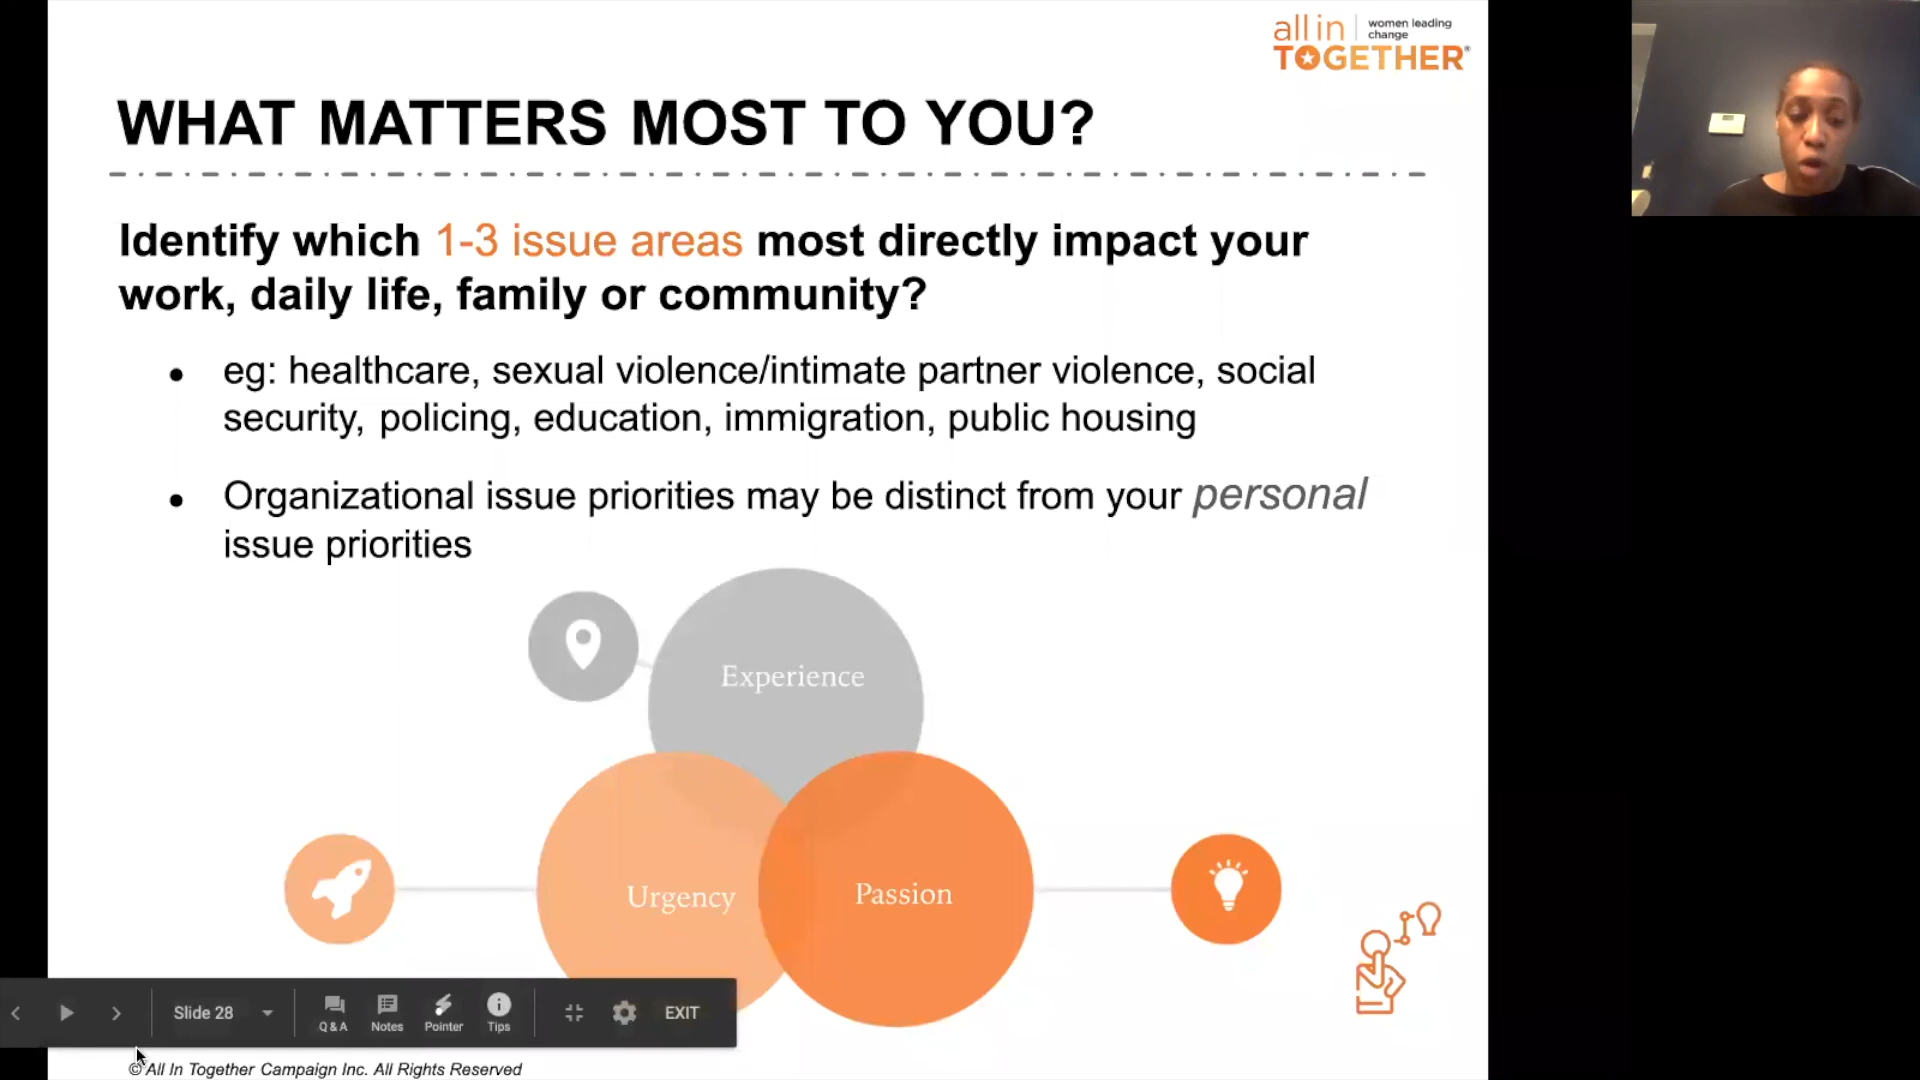 all in women leading
change
TOGETHER®
WHAT MATTERS MOST TO YOU?
Identify which 1-3 issue areas most directly impact your
work, daily life, family or community?
• eg: healthcare, sexual violence/intimate partner violence, social
security, policing, education, immigration, public housing
• Organizational issue priorities may be distinct from your personal
issue priorities
Experience
Urgency
Passion
Slide 28
Q & A Notes Pointer Tips
EXIT
© All In Together Campaign Inc. All Rights Reserved